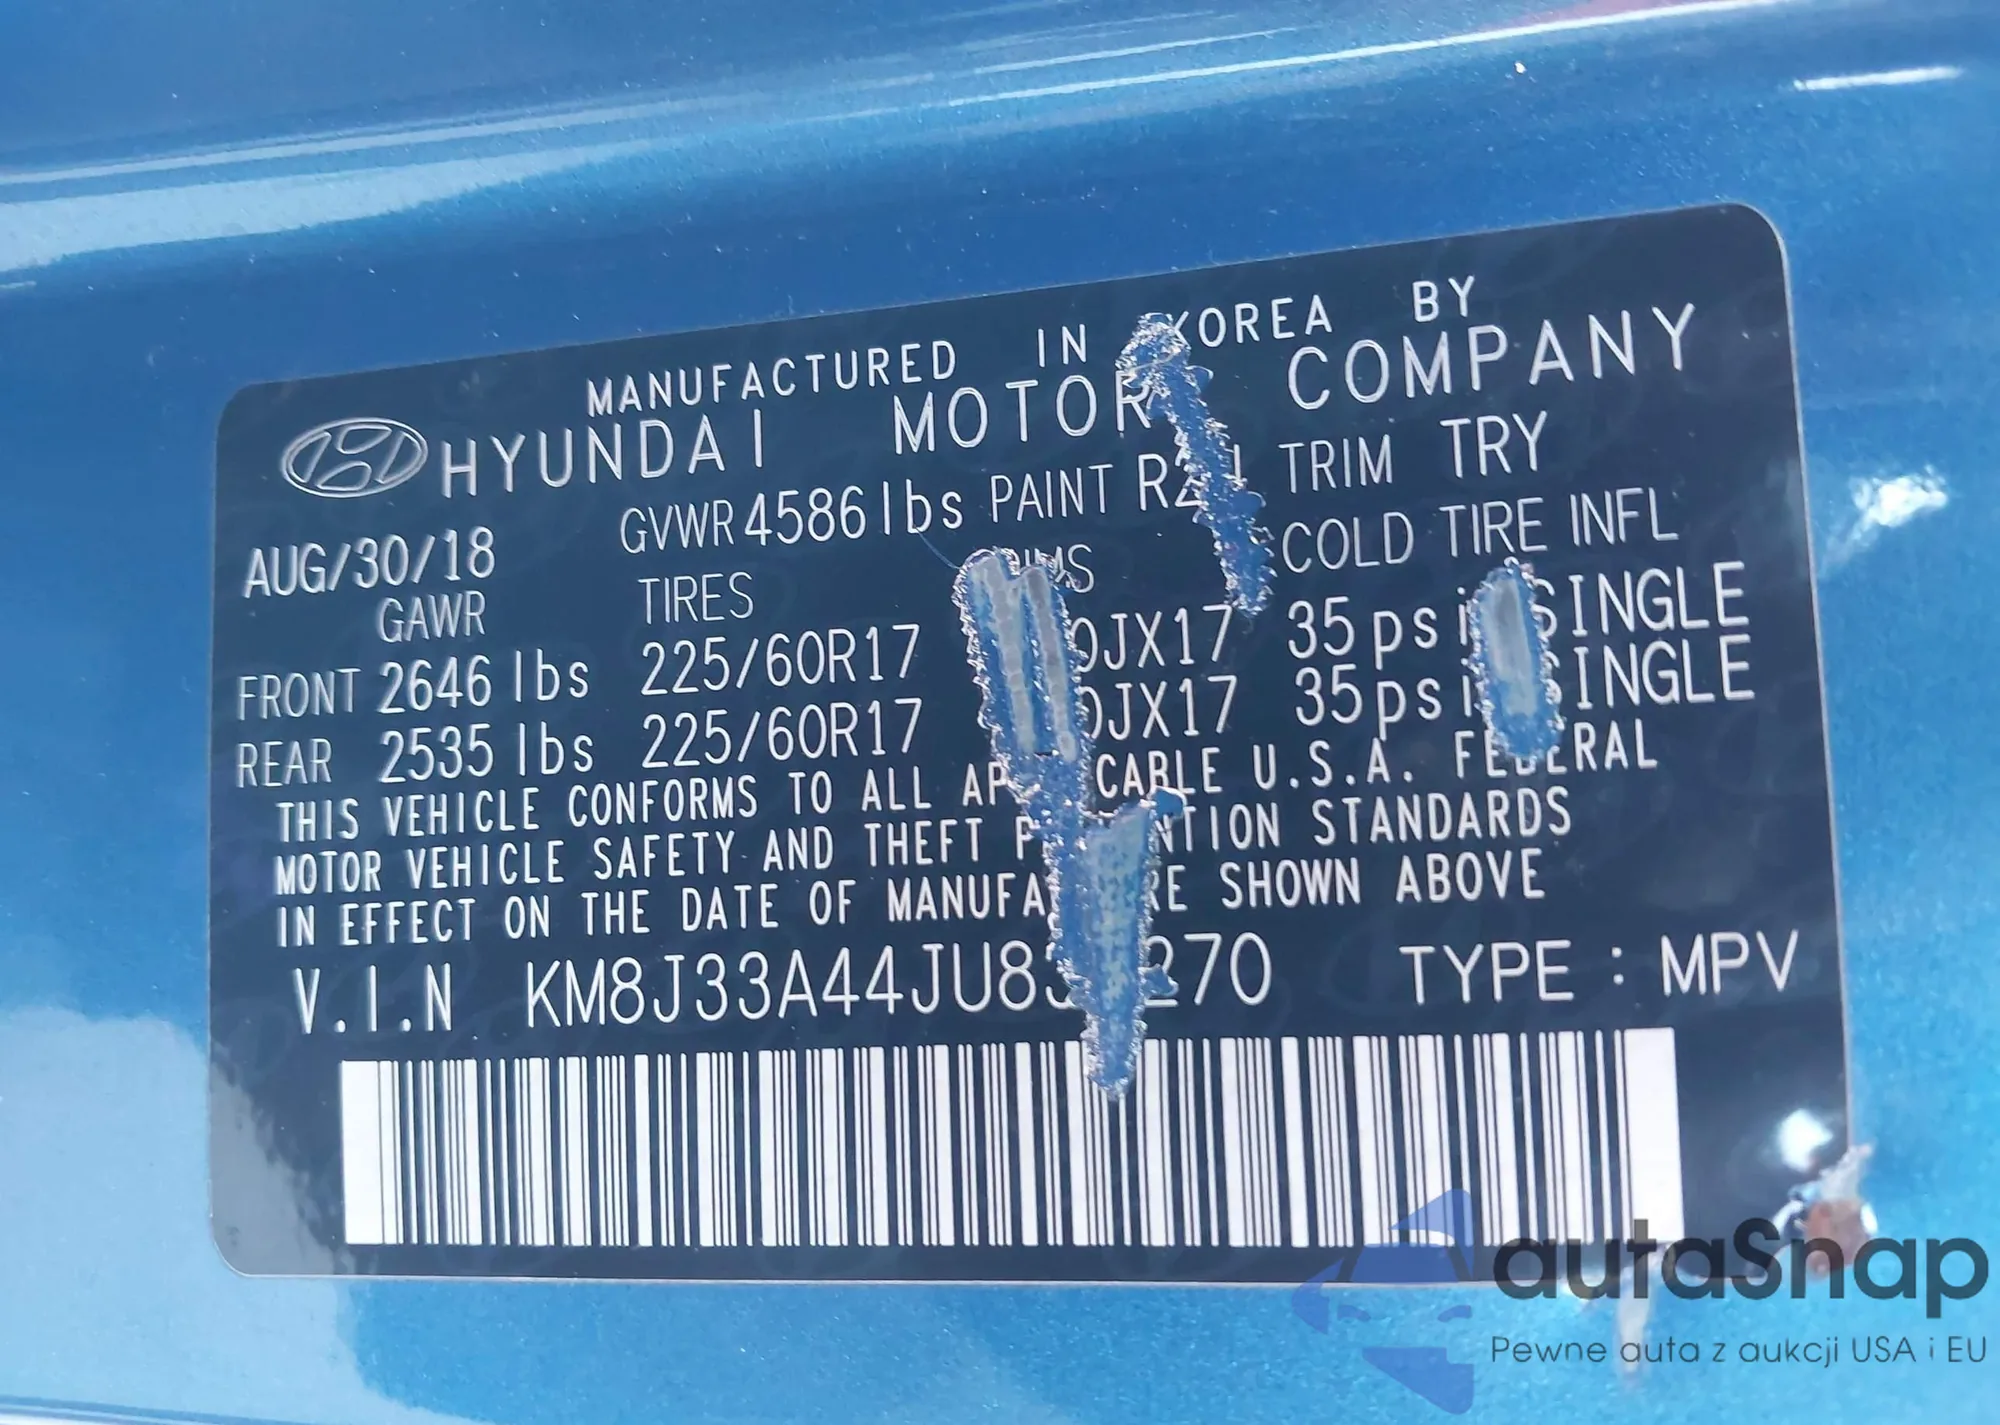 MANUFACTURED IN KOREA BY
HYUNDAI MOTOR COMPANY
AUG/30/18 GVWR 4586 lbs PAINT TRIM TRY
GAWR TIRES COLD TIRE INFL
FRONT 2646 lbs 225/60R17 35 psi SINGLE
REAR 2535 lbs 225/60R17 35 psi SINGLE
THIS VEHICLE CONFORMS TO ALL U.S.A. FEDERAL
MOTOR VEHICLE SAFETY AND THEFT STANDARDS
IN EFFECT ON THE DATE OF SHOWN ABOVE
V.I.N TYPE : MPV
autaSnap
Pewne auta z aukcji USA i EU